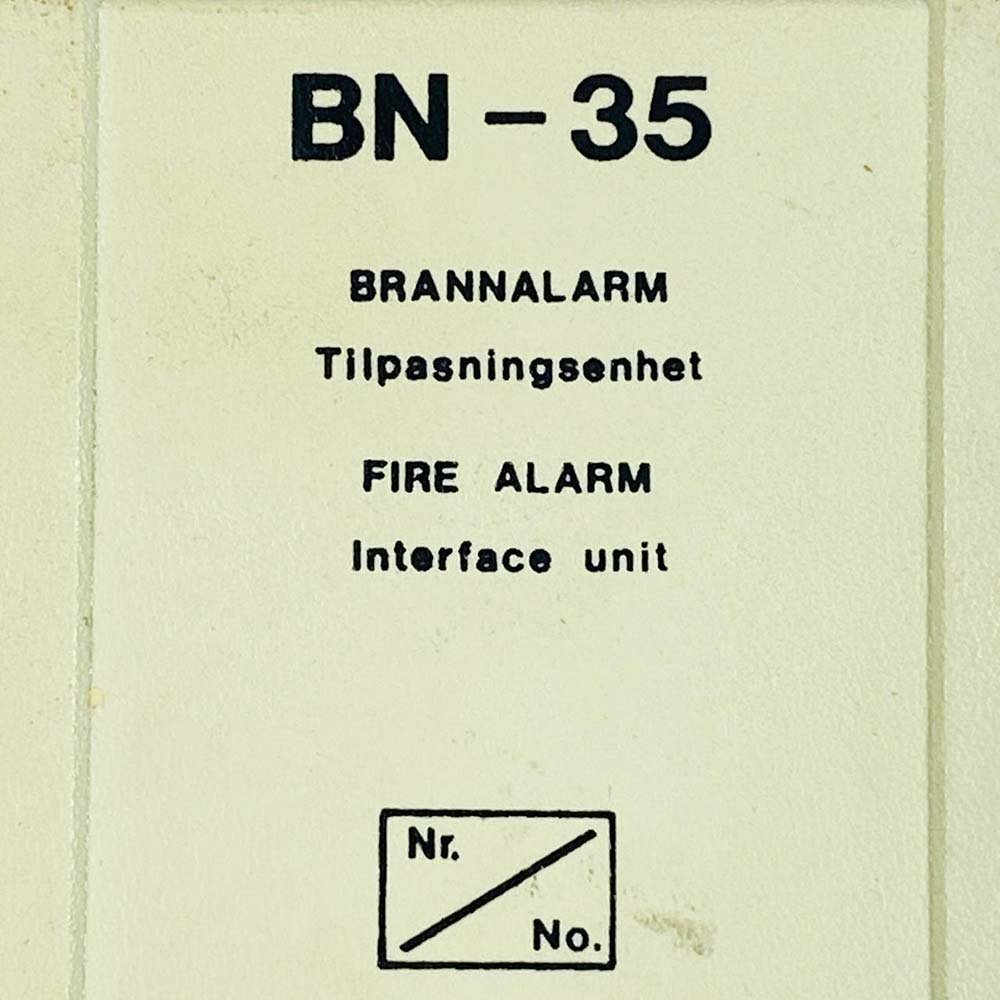 BN - 35
BRANNALARM
Tilpasningsenhet
FIRE ALARM
Interface unit
Nr.
No.